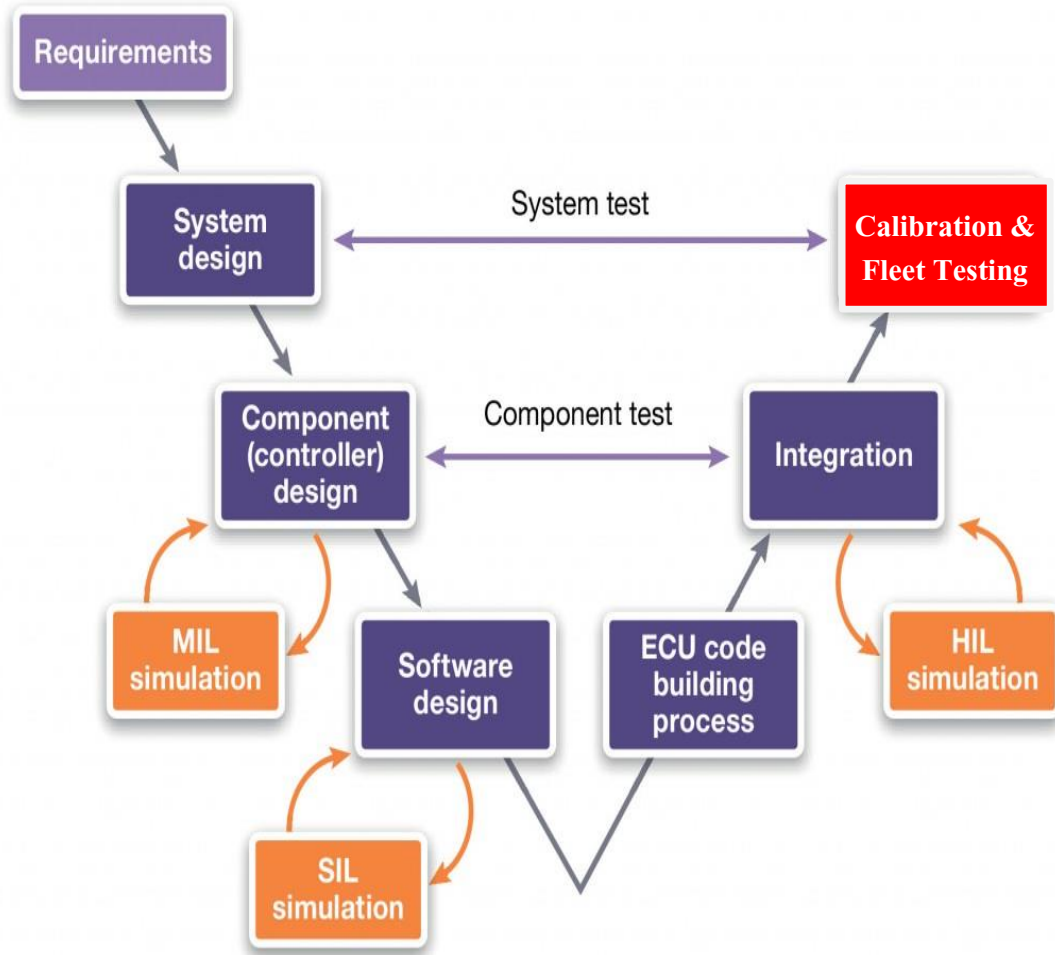 Requirements
System
design
System test
Calibration &
Fleet Testing
Component
(controller)
design
Component test
Integration
MIL
simulation
Software
design
ECU code
building
process
HIL
simulation
SIL
simulation